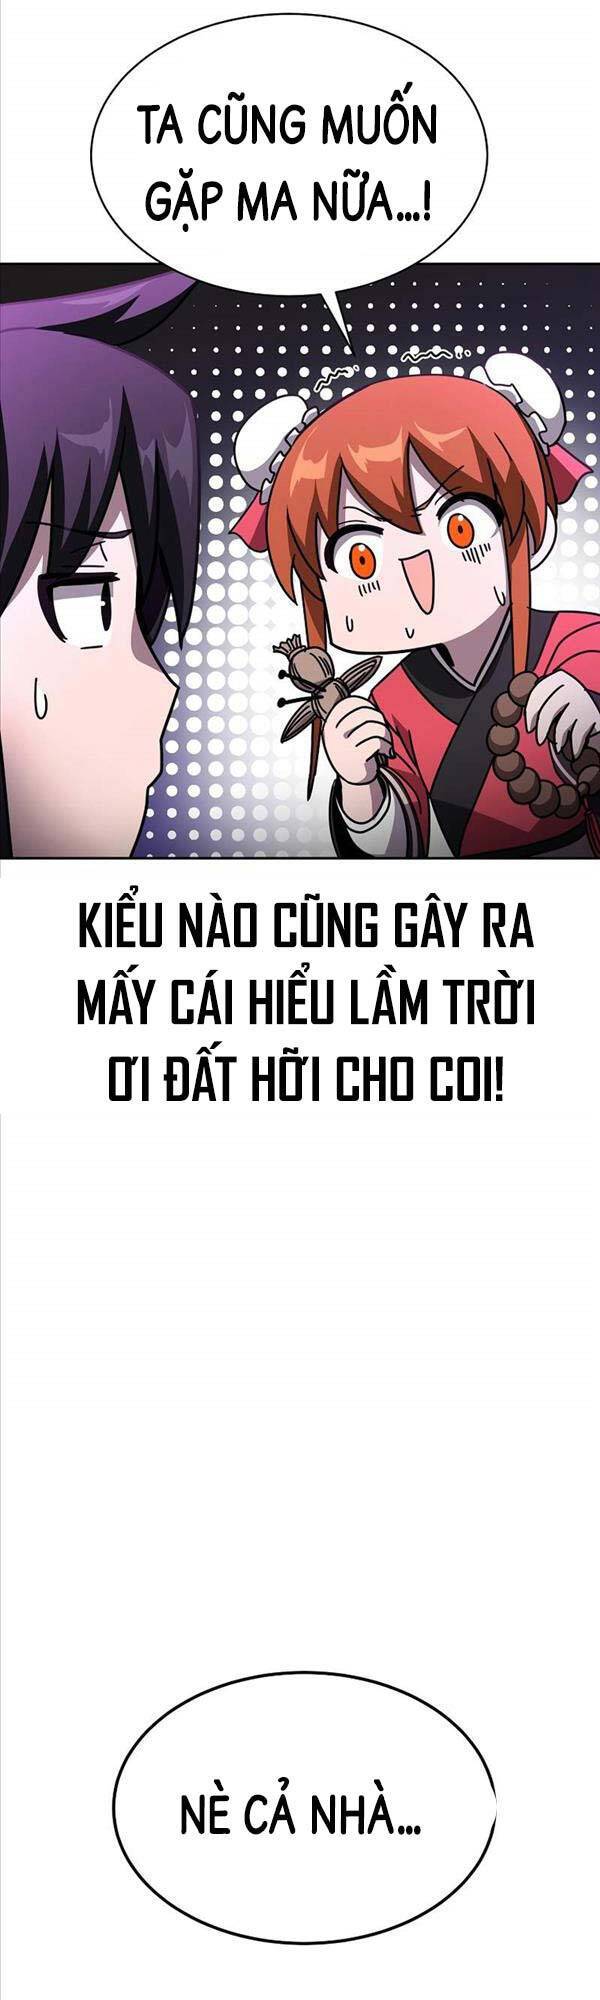 TA CŨNG MUỐN
GẶP MA NỮA...!
KIỂU NÀO CŨNG GÂY RA
MẤY CÁI HIỂU LẦM TRỜI
ƠI ĐẤT HỠI CHO COI!
NÈ CẢ NHÀ...